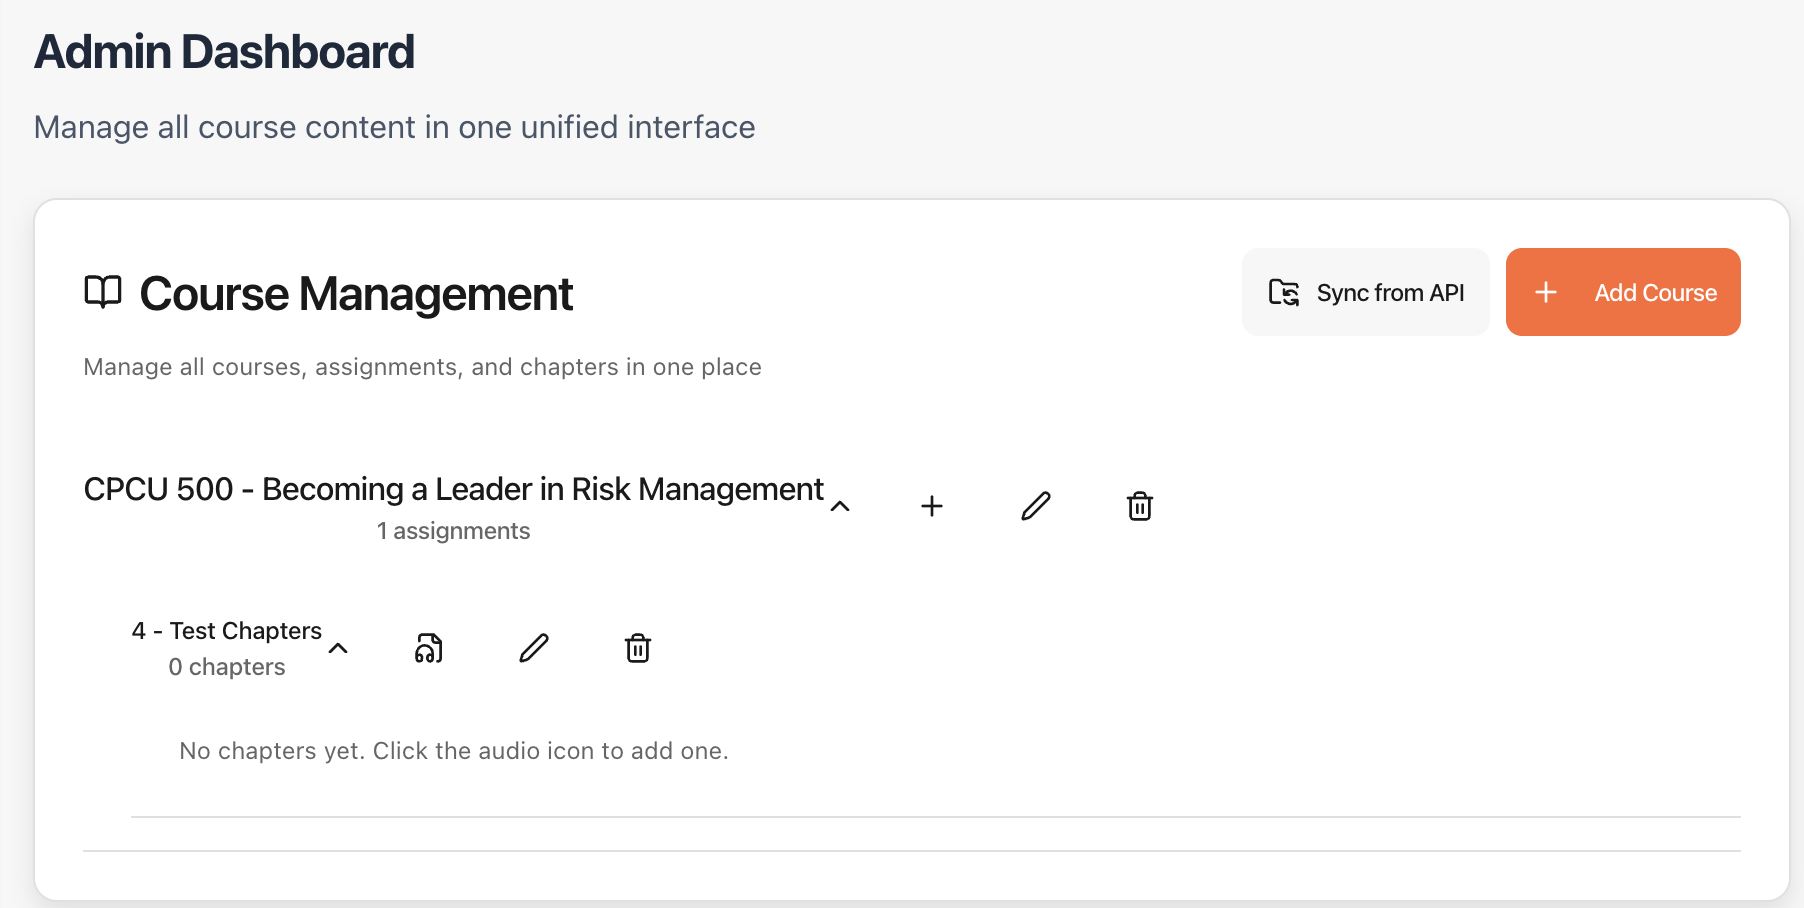 Admin Dashboard
Manage all course content in one unified interface
Course Management
Sync from API
Add Course
Manage all courses, assignments, and chapters in one place
CPCU 500 - Becoming a Leader in Risk Management
1 assignments
4 - Test Chapters
0 chapters
No chapters yet. Click the audio icon to add one.